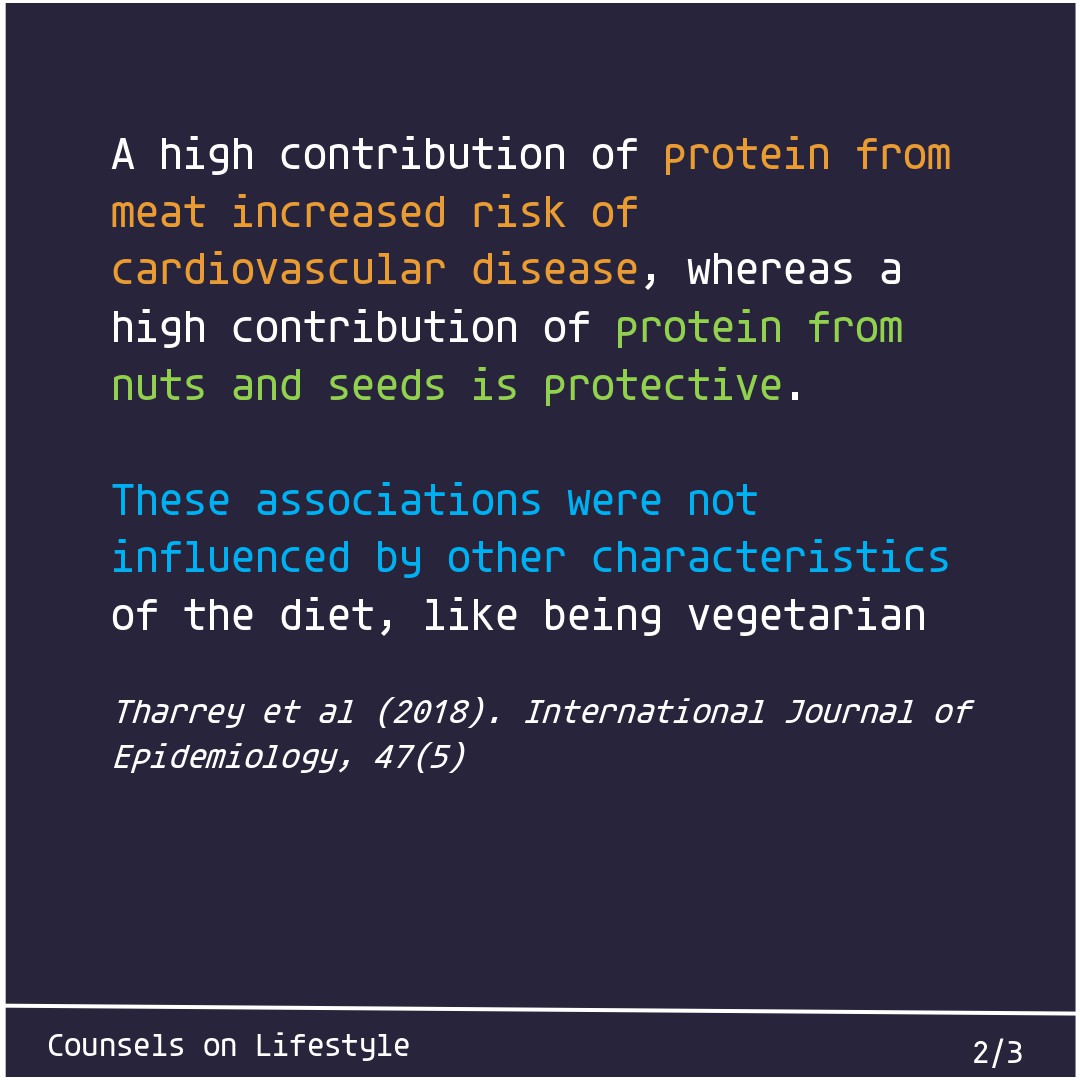 A high contribution of protein from
meat increased risk of
cardiovascular disease, whereas a
high contribution of protein from
nuts and seeds is protective.
These associations were not
influenced by other characteristics
of the diet, like being vegetarian
Tharrey et al (2018). International Journal of
Epidemiology, 47(5)
Counsels on Lifestyle
2/3